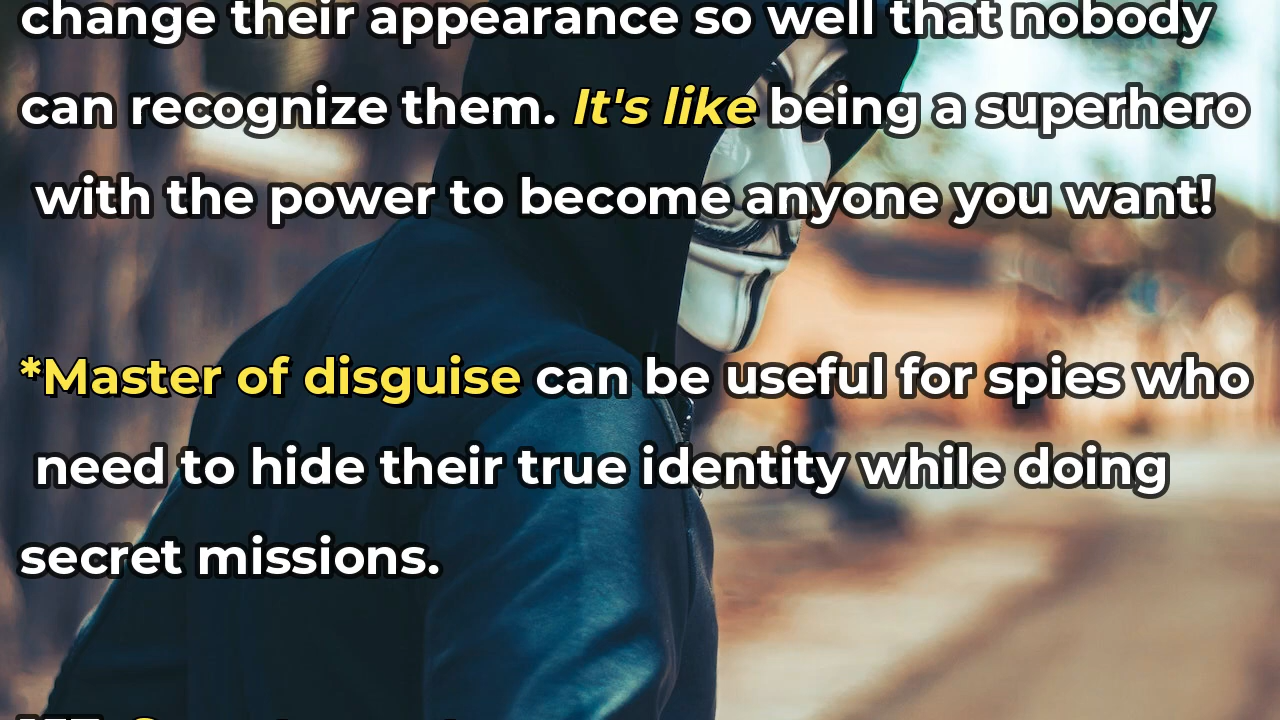 change their appearance so well that nobody
can recognize them. It's like being a superhero
with the power to become anyone you want!
*Master of disguise can be useful for spies who
need to hide their true identity while doing
secret missions.